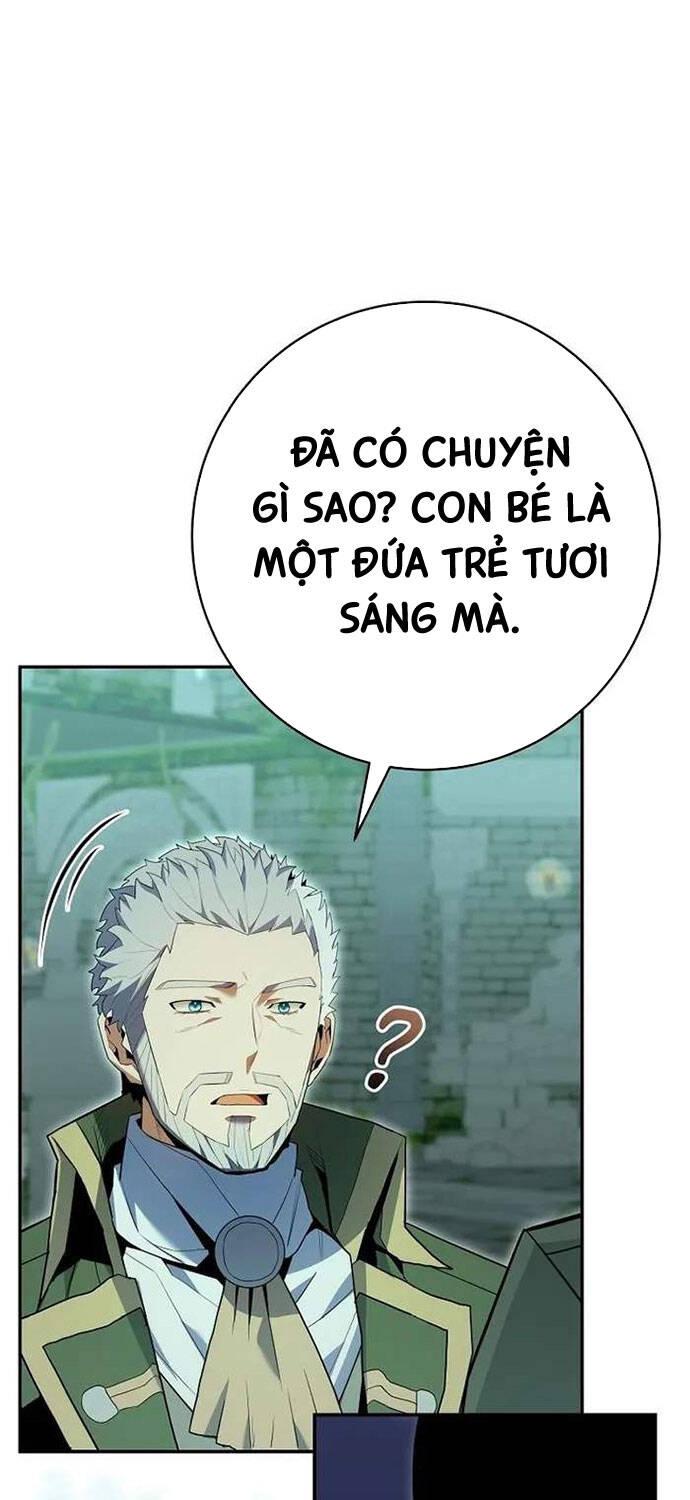 ĐÃ CÓ CHUYỆN
GÌ SAO? CON BÉ LÀ
MỘT ĐỨA TRẺ TƯƠI
SÁNG MÀ.
?